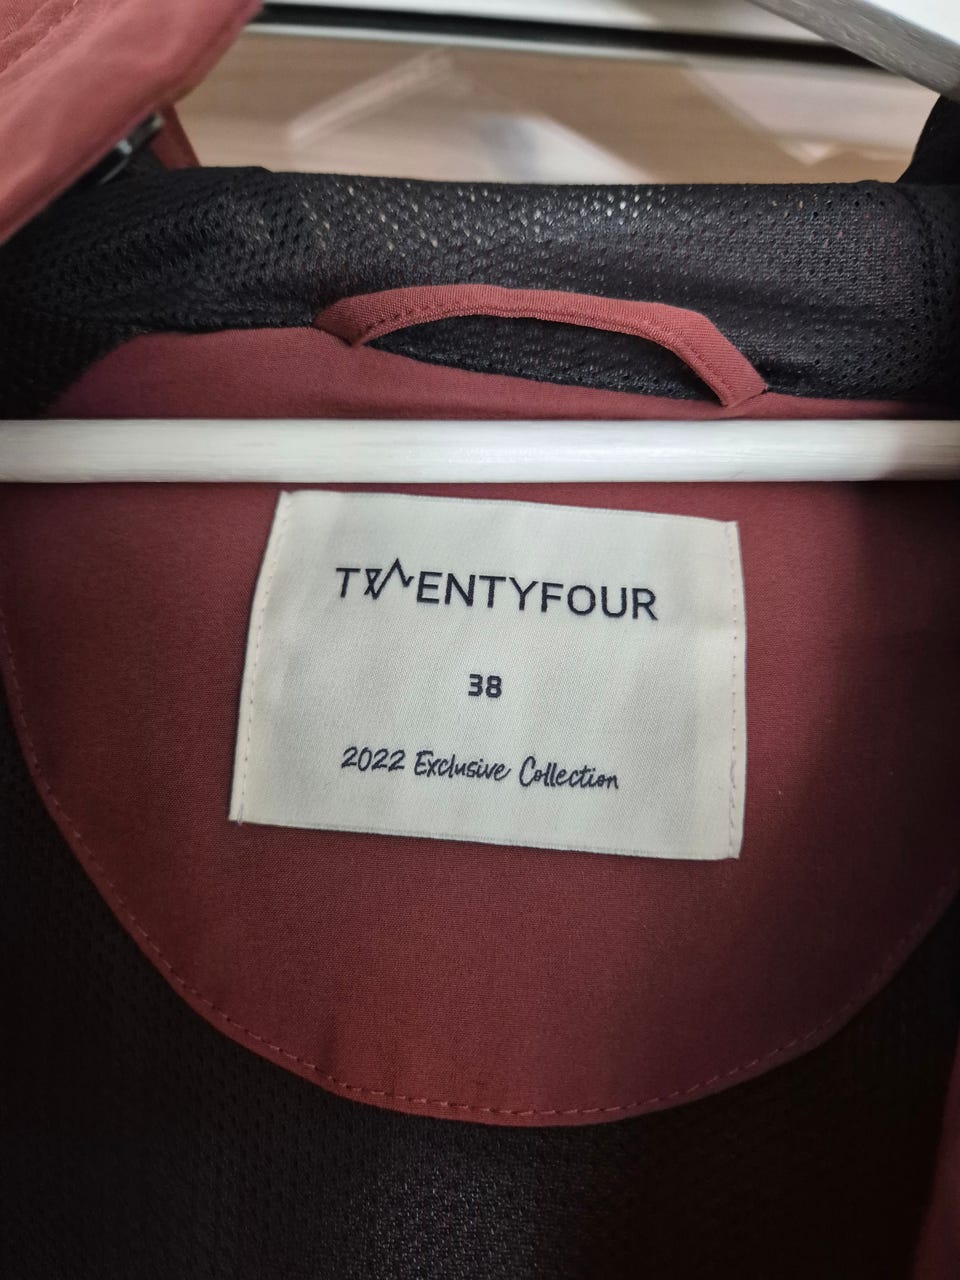 TWENTYFOUR
38
2022 Exclusive Collection